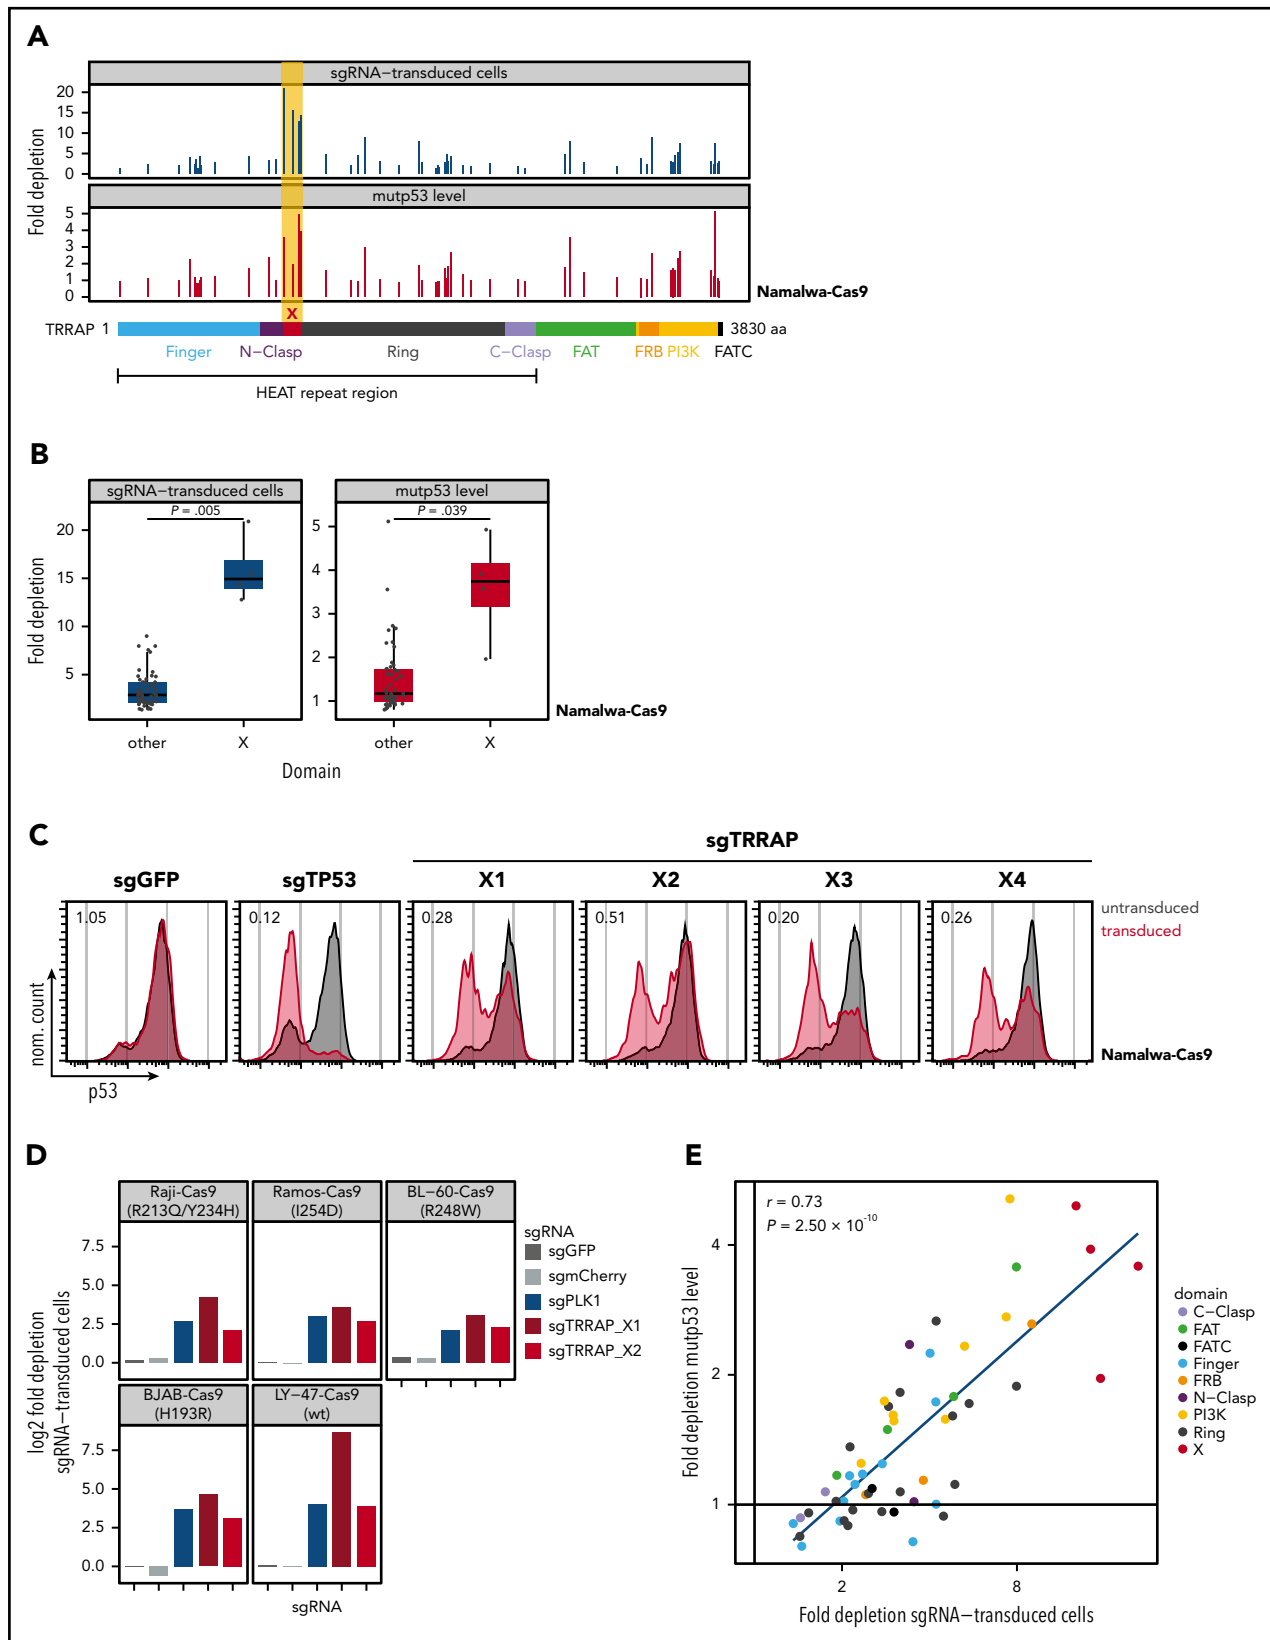 A
sgRNA–transduced cells
20
15
10
5
0
mutp53 level
5
4
3
2
1
0
Fold depletion
Namalwa-Cas9
X
TRRAP 1
3830 aa
Finger N–Clasp Ring C–Clasp FAT FRB PI3K FATC
HEAT repeat region
B
sgRNA–transduced cells
mutp53 level
P = .005
P = .039
20
15
10
5
5
4
3
2
1
Fold depletion
other X
other X
Domain
Namalwa-Cas9
C
sgTRRAP
sgGFP sgTP53 X1 X2 X3 X4
1.05 0.12 0.28 0.51 0.20 0.26
untransduced
transduced
nom. count
p53
Namalwa-Cas9
D
Raji-Cas9
(R213Q/Y234H)
Ramos-Cas9
(I254D)
BL–60-Cas9
(R248W)
7.5
5.0
2.5
0.0
BJAB-Cas9
(H193R)
LY–47-Cas9
(wt)
7.5
5.0
2.5
0.0
log2 fold depletion
sgRNA–transduced cells
sgRNA
sgRNA
sgGFP
sgmCherry
sgPLK1
sgTRRAP_X1
sgTRRAP_X2
E
r = 0.73
P = 2.50 × 10-10
4
2
1
Fold depletion mutp53 level
2 8
Fold depletion sgRNA–transduced cells
domain
C–Clasp
FAT
FATC
Finger
FRB
N–Clasp
PI3K
Ring
X